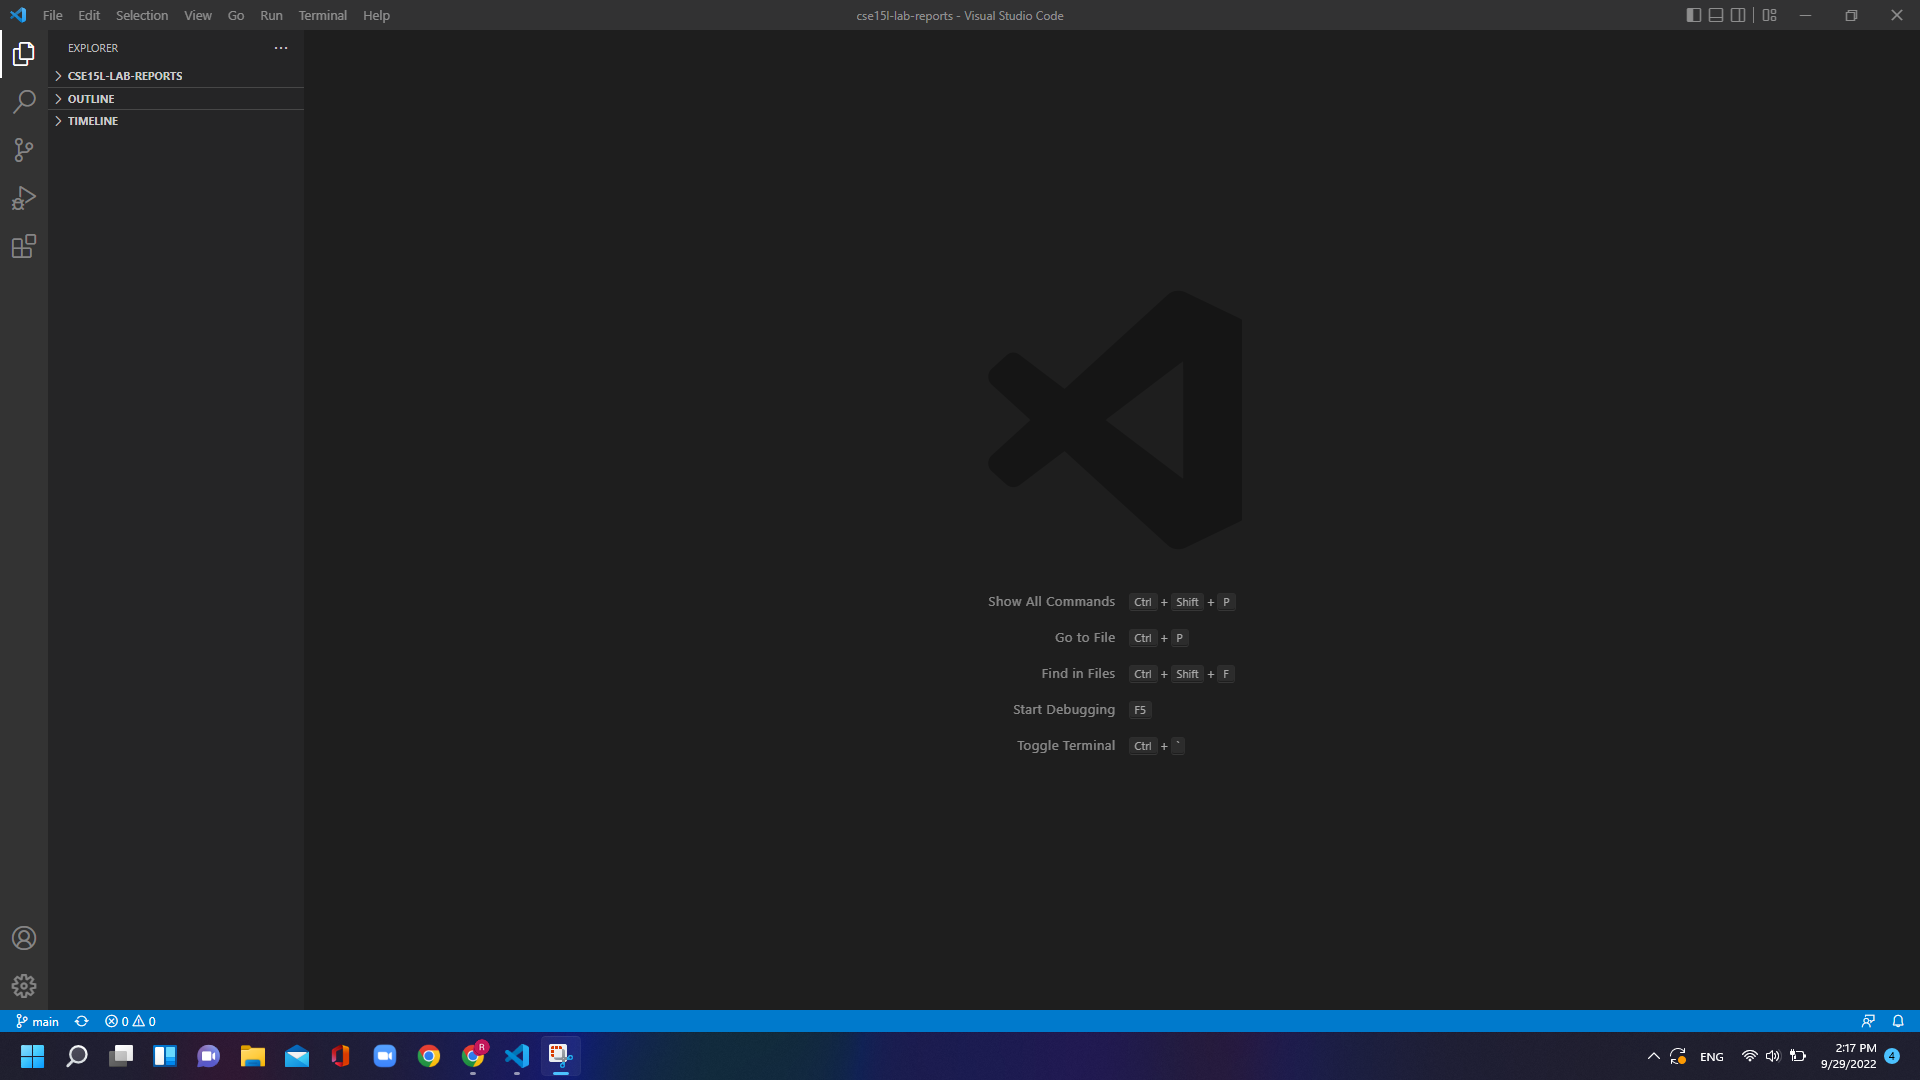 File Edit Selection View Go Run Terminal Help
cse15l-lab-reports - Visual Studio Code
EXPLORER
CSE15L-LAB-REPORTS
OUTLINE
TIMELINE
Show All Commands Ctrl + Shift + P
Go to File Ctrl + P
Find in Files Ctrl + Shift + F
Start Debugging F5
Toggle Terminal Ctrl + `
main 0 0
R
ENG
2:17 PM
9/29/2022
4